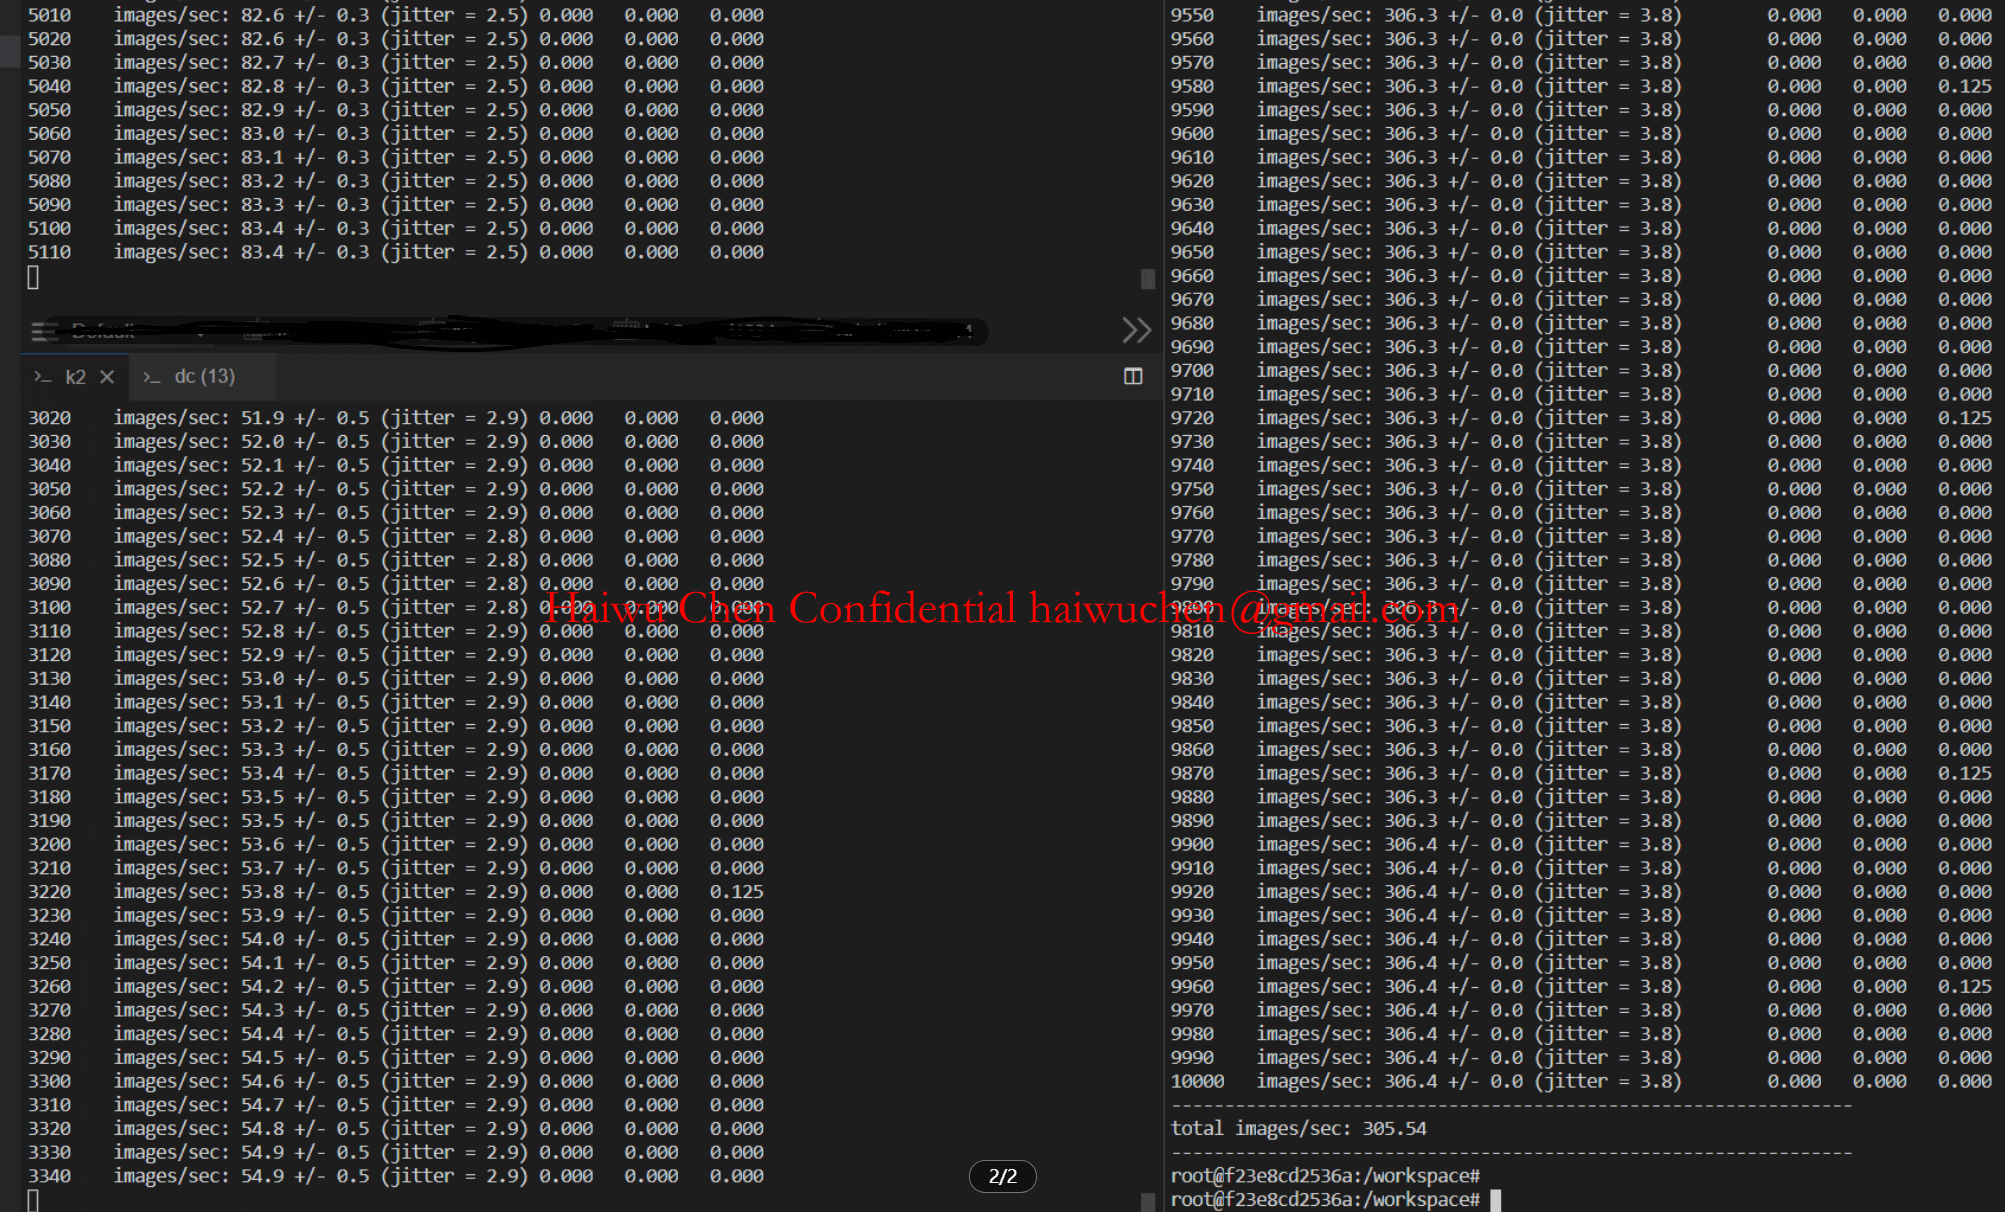 5010 images/sec: 82.6 +/- 0.3 (jitter = 2.5) 0.000 0.000 0.000
5020 images/sec: 82.6 +/- 0.3 (jitter = 2.5) 0.000 0.000 0.000
5030 images/sec: 82.7 +/- 0.3 (jitter = 2.5) 0.000 0.000 0.000
5040 images/sec: 82.8 +/- 0.3 (jitter = 2.5) 0.000 0.000 0.000
5050 images/sec: 82.9 +/- 0.3 (jitter = 2.5) 0.000 0.000 0.000
5060 images/sec: 83.0 +/- 0.3 (jitter = 2.5) 0.000 0.000 0.000
5070 images/sec: 83.1 +/- 0.3 (jitter = 2.5) 0.000 0.000 0.000
5080 images/sec: 83.2 +/- 0.3 (jitter = 2.5) 0.000 0.000 0.000
5090 images/sec: 83.3 +/- 0.3 (jitter = 2.5) 0.000 0.000 0.000
5100 images/sec: 83.4 +/- 0.3 (jitter = 2.5) 0.000 0.000 0.000
5110 images/sec: 83.4 +/- 0.3 (jitter = 2.5) 0.000 0.000 0.000
k2 dc (13)
3020 images/sec: 51.9 +/- 0.5 (jitter = 2.9) 0.000 0.000 0.000
3030 images/sec: 52.0 +/- 0.5 (jitter = 2.9) 0.000 0.000 0.000
3040 images/sec: 52.1 +/- 0.5 (jitter = 2.9) 0.000 0.000 0.000
3050 images/sec: 52.2 +/- 0.5 (jitter = 2.9) 0.000 0.000 0.000
3060 images/sec: 52.3 +/- 0.5 (jitter = 2.9) 0.000 0.000 0.000
3070 images/sec: 52.4 +/- 0.5 (jitter = 2.8) 0.000 0.000 0.000
3080 images/sec: 52.5 +/- 0.5 (jitter = 2.8) 0.000 0.000 0.000
3090 images/sec: 52.6 +/- 0.5 (jitter = 2.8) 0.000 0.000 0.000
3100 images/sec: 52.7 +/- 0.5 (jitter = 2.8)
3110 images/sec: 52.8 +/- 0.5 (jitter = 2.9) 0.000 0.000 0.000
3120 images/sec: 52.9 +/- 0.5 (jitter = 2.9) 0.000 0.000 0.000
3130 images/sec: 53.0 +/- 0.5 (jitter = 2.9) 0.000 0.000 0.000
3140 images/sec: 53.1 +/- 0.5 (jitter = 2.9) 0.000 0.000 0.000
3150 images/sec: 53.2 +/- 0.5 (jitter = 2.9) 0.000 0.000 0.000
3160 images/sec: 53.3 +/- 0.5 (jitter = 2.9) 0.000 0.000 0.000
3170 images/sec: 53.4 +/- 0.5 (jitter = 2.9) 0.000 0.000 0.000
3180 images/sec: 53.5 +/- 0.5 (jitter = 2.9) 0.000 0.000 0.000
3190 images/sec: 53.5 +/- 0.5 (jitter = 2.9) 0.000 0.000 0.000
3200 images/sec: 53.6 +/- 0.5 (jitter = 2.9) 0.000 0.000 0.000
3210 images/sec: 53.7 +/- 0.5 (jitter = 2.9) 0.000 0.000 0.000
3220 images/sec: 53.8 +/- 0.5 (jitter = 2.9) 0.000 0.000 0.125
3230 images/sec: 53.9 +/- 0.5 (jitter = 2.9) 0.000 0.000 0.000
3240 images/sec: 54.0 +/- 0.5 (jitter = 2.9) 0.000 0.000 0.000
3250 images/sec: 54.1 +/- 0.5 (jitter = 2.9) 0.000 0.000 0.000
3260 images/sec: 54.2 +/- 0.5 (jitter = 2.9) 0.000 0.000 0.000
3270 images/sec: 54.3 +/- 0.5 (jitter = 2.9) 0.000 0.000 0.000
3280 images/sec: 54.4 +/- 0.5 (jitter = 2.9) 0.000 0.000 0.000
3290 images/sec: 54.5 +/- 0.5 (jitter = 2.9) 0.000 0.000 0.000
3300 images/sec: 54.6 +/- 0.5 (jitter = 2.9) 0.000 0.000 0.000
3310 images/sec: 54.7 +/- 0.5 (jitter = 2.9) 0.000 0.000 0.000
3320 images/sec: 54.8 +/- 0.5 (jitter = 2.9) 0.000 0.000 0.000
3330 images/sec: 54.9 +/- 0.5 (jitter = 2.9) 0.000 0.000 0.000
3340 images/sec: 54.9 +/- 0.5 (jitter = 2.9) 0.000 0.000 0.000
2/2
Haiwu Chen Confidential haiwuchen@gmail.com
9550 images/sec: 306.3 +/- 0.0 (jitter = 3.8) 0.000 0.000 0.000
9560 images/sec: 306.3 +/- 0.0 (jitter = 3.8) 0.000 0.000 0.000
9570 images/sec: 306.3 +/- 0.0 (jitter = 3.8) 0.000 0.000 0.000
9580 images/sec: 306.3 +/- 0.0 (jitter = 3.8) 0.000 0.000 0.125
9590 images/sec: 306.3 +/- 0.0 (jitter = 3.8) 0.000 0.000 0.000
9600 images/sec: 306.3 +/- 0.0 (jitter = 3.8) 0.000 0.000 0.000
9610 images/sec: 306.3 +/- 0.0 (jitter = 3.8) 0.000 0.000 0.000
9620 images/sec: 306.3 +/- 0.0 (jitter = 3.8) 0.000 0.000 0.000
9630 images/sec: 306.3 +/- 0.0 (jitter = 3.8) 0.000 0.000 0.000
9640 images/sec: 306.3 +/- 0.0 (jitter = 3.8) 0.000 0.000 0.000
9650 images/sec: 306.3 +/- 0.0 (jitter = 3.8) 0.000 0.000 0.000
9660 images/sec: 306.3 +/- 0.0 (jitter = 3.8) 0.000 0.000 0.000
9670 images/sec: 306.3 +/- 0.0 (jitter = 3.8) 0.000 0.000 0.000
9680 images/sec: 306.3 +/- 0.0 (jitter = 3.8) 0.000 0.000 0.000
9690 images/sec: 306.3 +/- 0.0 (jitter = 3.8) 0.000 0.000 0.000
9700 images/sec: 306.3 +/- 0.0 (jitter = 3.8) 0.000 0.000 0.000
9710 images/sec: 306.3 +/- 0.0 (jitter = 3.8) 0.000 0.000 0.000
9720 images/sec: 306.3 +/- 0.0 (jitter = 3.8) 0.000 0.000 0.125
9730 images/sec: 306.3 +/- 0.0 (jitter = 3.8) 0.000 0.000 0.000
9740 images/sec: 306.3 +/- 0.0 (jitter = 3.8) 0.000 0.000 0.000
9750 images/sec: 306.3 +/- 0.0 (jitter = 3.8) 0.000 0.000 0.000
9760 images/sec: 306.3 +/- 0.0 (jitter = 3.8) 0.000 0.000 0.000
9770 images/sec: 306.3 +/- 0.0 (jitter = 3.8) 0.000 0.000 0.000
9780 images/sec: 306.3 +/- 0.0 (jitter = 3.8) 0.000 0.000 0.000
9790 images/sec: 306.3 +/- 0.0 (jitter = 3.8) 0.000 0.000 0.000
+/- 0.0 (jitter = 3.8) 0.000 0.000 0.000
9810 images/sec: 306.3 +/- 0.0 (jitter = 3.8) 0.000 0.000 0.000
9820 images/sec: 306.3 +/- 0.0 (jitter = 3.8) 0.000 0.000 0.000
9830 images/sec: 306.3 +/- 0.0 (jitter = 3.8) 0.000 0.000 0.000
9840 images/sec: 306.3 +/- 0.0 (jitter = 3.8) 0.000 0.000 0.000
9850 images/sec: 306.3 +/- 0.0 (jitter = 3.8) 0.000 0.000 0.000
9860 images/sec: 306.3 +/- 0.0 (jitter = 3.8) 0.000 0.000 0.000
9870 images/sec: 306.3 +/- 0.0 (jitter = 3.8) 0.000 0.000 0.125
9880 images/sec: 306.3 +/- 0.0 (jitter = 3.8) 0.000 0.000 0.000
9890 images/sec: 306.3 +/- 0.0 (jitter = 3.8) 0.000 0.000 0.000
9900 images/sec: 306.4 +/- 0.0 (jitter = 3.8) 0.000 0.000 0.000
9910 images/sec: 306.4 +/- 0.0 (jitter = 3.8) 0.000 0.000 0.000
9920 images/sec: 306.4 +/- 0.0 (jitter = 3.8) 0.000 0.000 0.000
9930 images/sec: 306.4 +/- 0.0 (jitter = 3.8) 0.000 0.000 0.000
9940 images/sec: 306.4 +/- 0.0 (jitter = 3.8) 0.000 0.000 0.000
9950 images/sec: 306.4 +/- 0.0 (jitter = 3.8) 0.000 0.000 0.000
9960 images/sec: 306.4 +/- 0.0 (jitter = 3.8) 0.000 0.000 0.125
9970 images/sec: 306.4 +/- 0.0 (jitter = 3.8) 0.000 0.000 0.000
9980 images/sec: 306.4 +/- 0.0 (jitter = 3.8) 0.000 0.000 0.000
9990 images/sec: 306.4 +/- 0.0 (jitter = 3.8) 0.000 0.000 0.000
10000 images/sec: 306.4 +/- 0.0 (jitter = 3.8) 0.000 0.000 0.000
----------------------------------------------------------------
total images/sec: 305.54
----------------------------------------------------------------
root@f23e8cd2536a:/workspace#
root@f23e8cd2536a:/workspace#